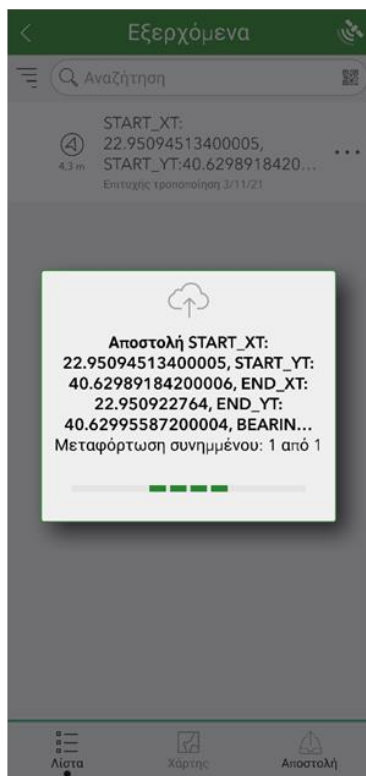 Εξερχόμενα
Αναζήτηση
START_XT:
22.95094513400005,
START_YT:40.6298918420...
4,3 m
Επιτυχής τροποποίηση 3/11/21
Αποστολή START_XT:
22.95094513400005, START_YT:
40.62989184200006, END_XT:
22.950922764, END_YT:
40.62995587200004, BEARIN...
Μεταφόρτωση συνημμένου: 1 από 1
Λίστα
Χάρτης
Αποστολή